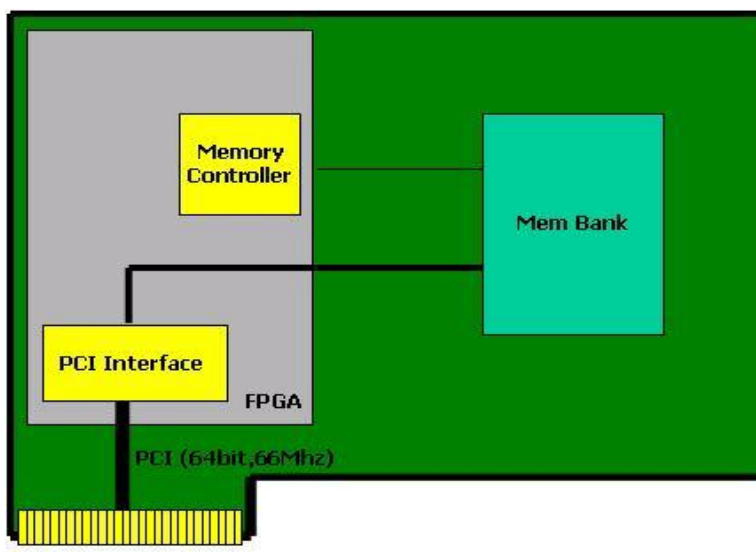 Memory
Controller
Mem Bank
PCI Interface
FPGA
PCI (64bit,66Mhz)